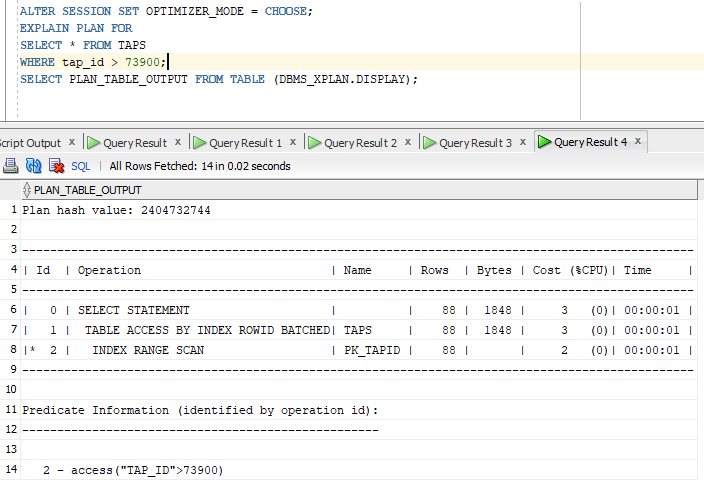 ALTER SESSION SET OPTIMIZER_MODE = CHOOSE;
EXPLAIN PLAN FOR
SELECT * FROM TAPS
WHERE tap_id > 73900;
SELECT PLAN_TABLE_OUTPUT FROM TABLE (DBMS_XPLAN.DISPLAY);
Script Output x Query Result x Query Result 1 x Query Result 2 x Query Result 3 x Query Result 4 x
SQL | All Rows Fetched: 14 in 0.02 seconds
PLAN_TABLE_OUTPUT
1 Plan hash value: 2404732744
2
3 ------------------------------------------------------------------------------------------------
4 | Id | Operation | Name | Rows | Bytes | Cost (%CPU)| Time |
5 ------------------------------------------------------------------------------------------------
6 | 0 | SELECT STATEMENT | | 88 | 1848 | 3 (0)| 00:00:01 |
7 | 1 | TABLE ACCESS BY INDEX ROWID BATCHED| TAPS | 88 | 1848 | 3 (0)| 00:00:01 |
8 |* 2 | INDEX RANGE SCAN | PK_TAPID | 88 | | 2 (0)| 00:00:01 |
9 ------------------------------------------------------------------------------------------------
10
11 Predicate Information (identified by operation id):
12 ---------------------------------------------------
13
14 2 - access("TAP_ID">73900)